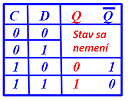 C D Q Q̅
0 0 Stav sa
0 1 nemení
1 0 0 1
1 1 1 0